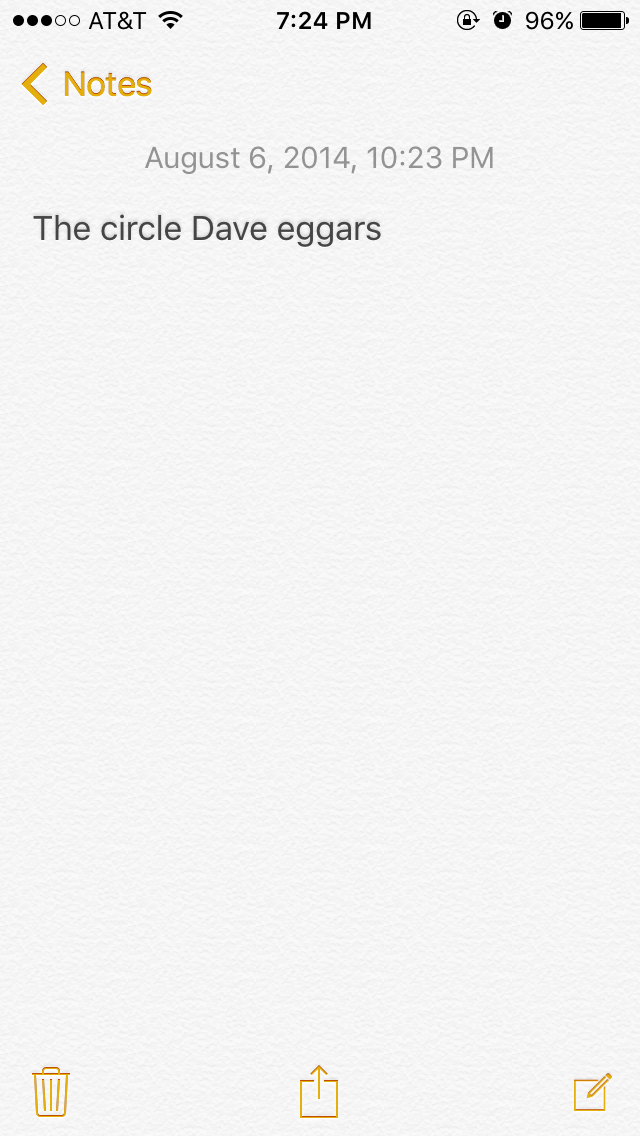 AT&T 7:24 PM 96%
Notes
August 6, 2014, 10:23 PM
The circle Dave eggars